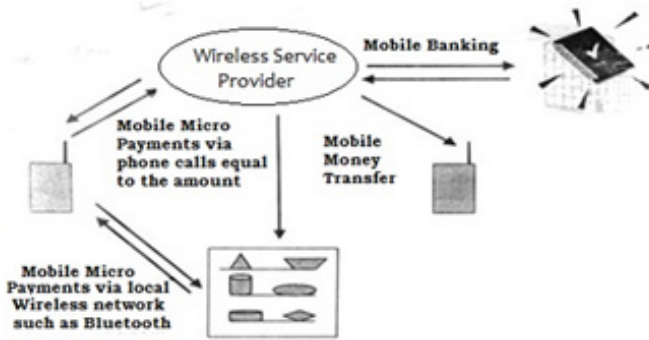 Wireless Service
Provider
Mobile Banking
Mobile Micro
Payments via
phone calls equal
to the amount
Mobile
Money
Transfer
Mobile Micro
Payments via local
Wireless network
such as Bluetooth